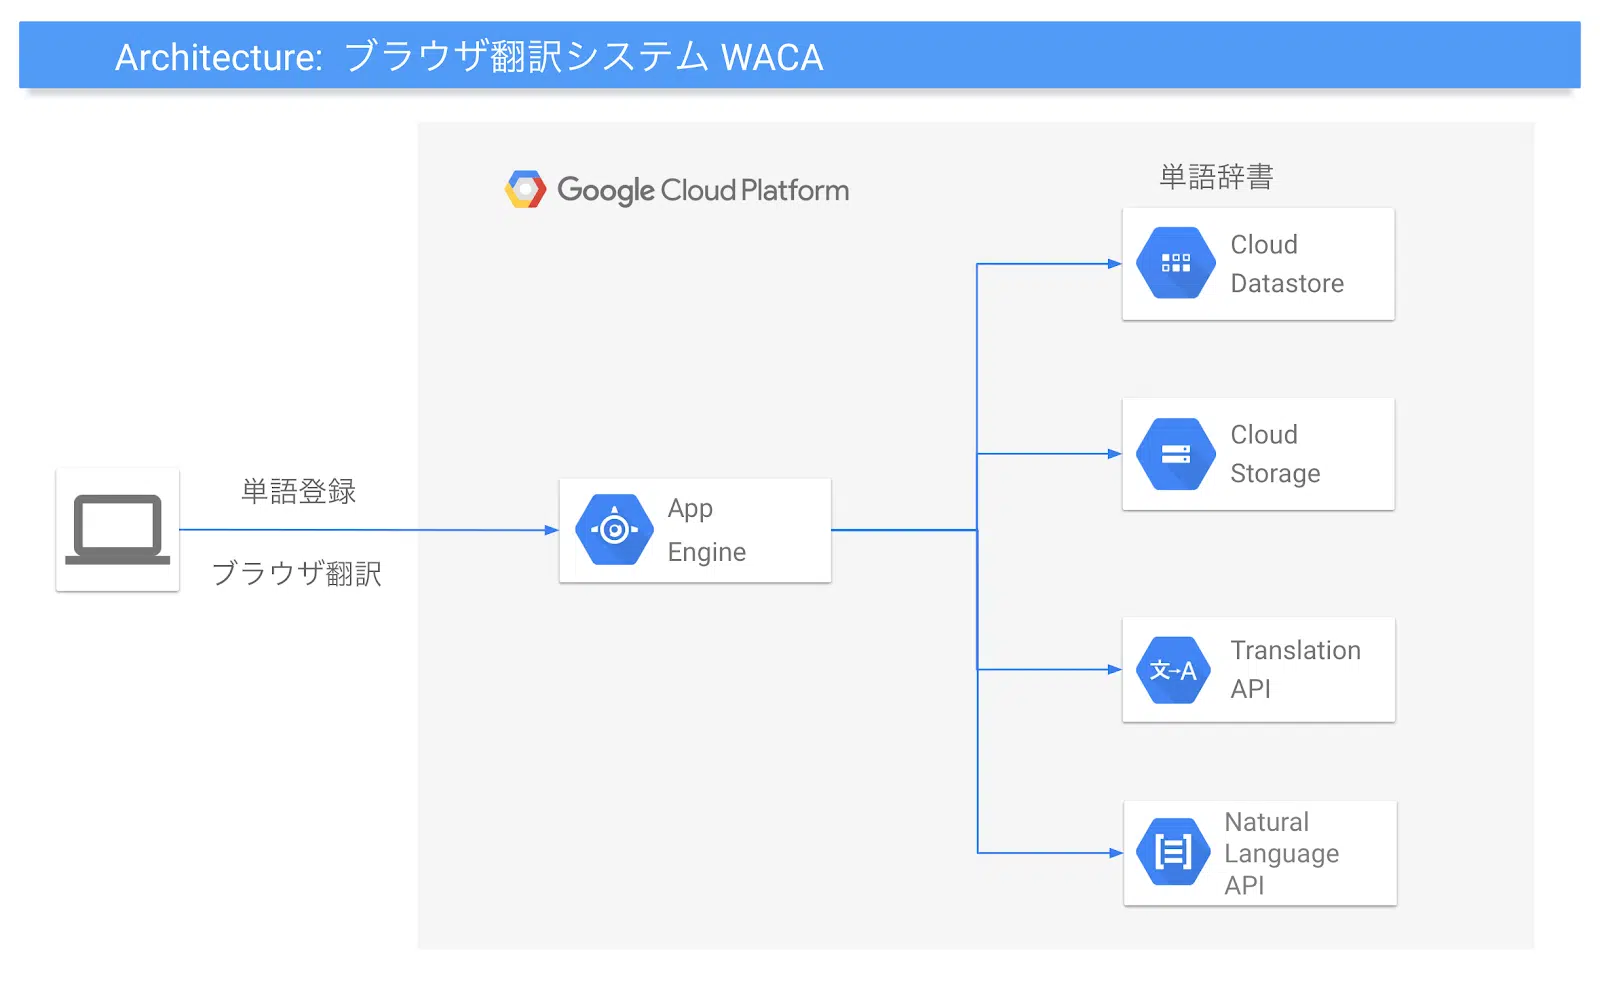 Architecture: ブラウザ翻訳システム WACA
Google Cloud Platform
単語辞書
Cloud
Datastore
Cloud
Storage
単語登録
ブラウザ翻訳
App
Engine
Translation
API
文→A
Natural
Language
API